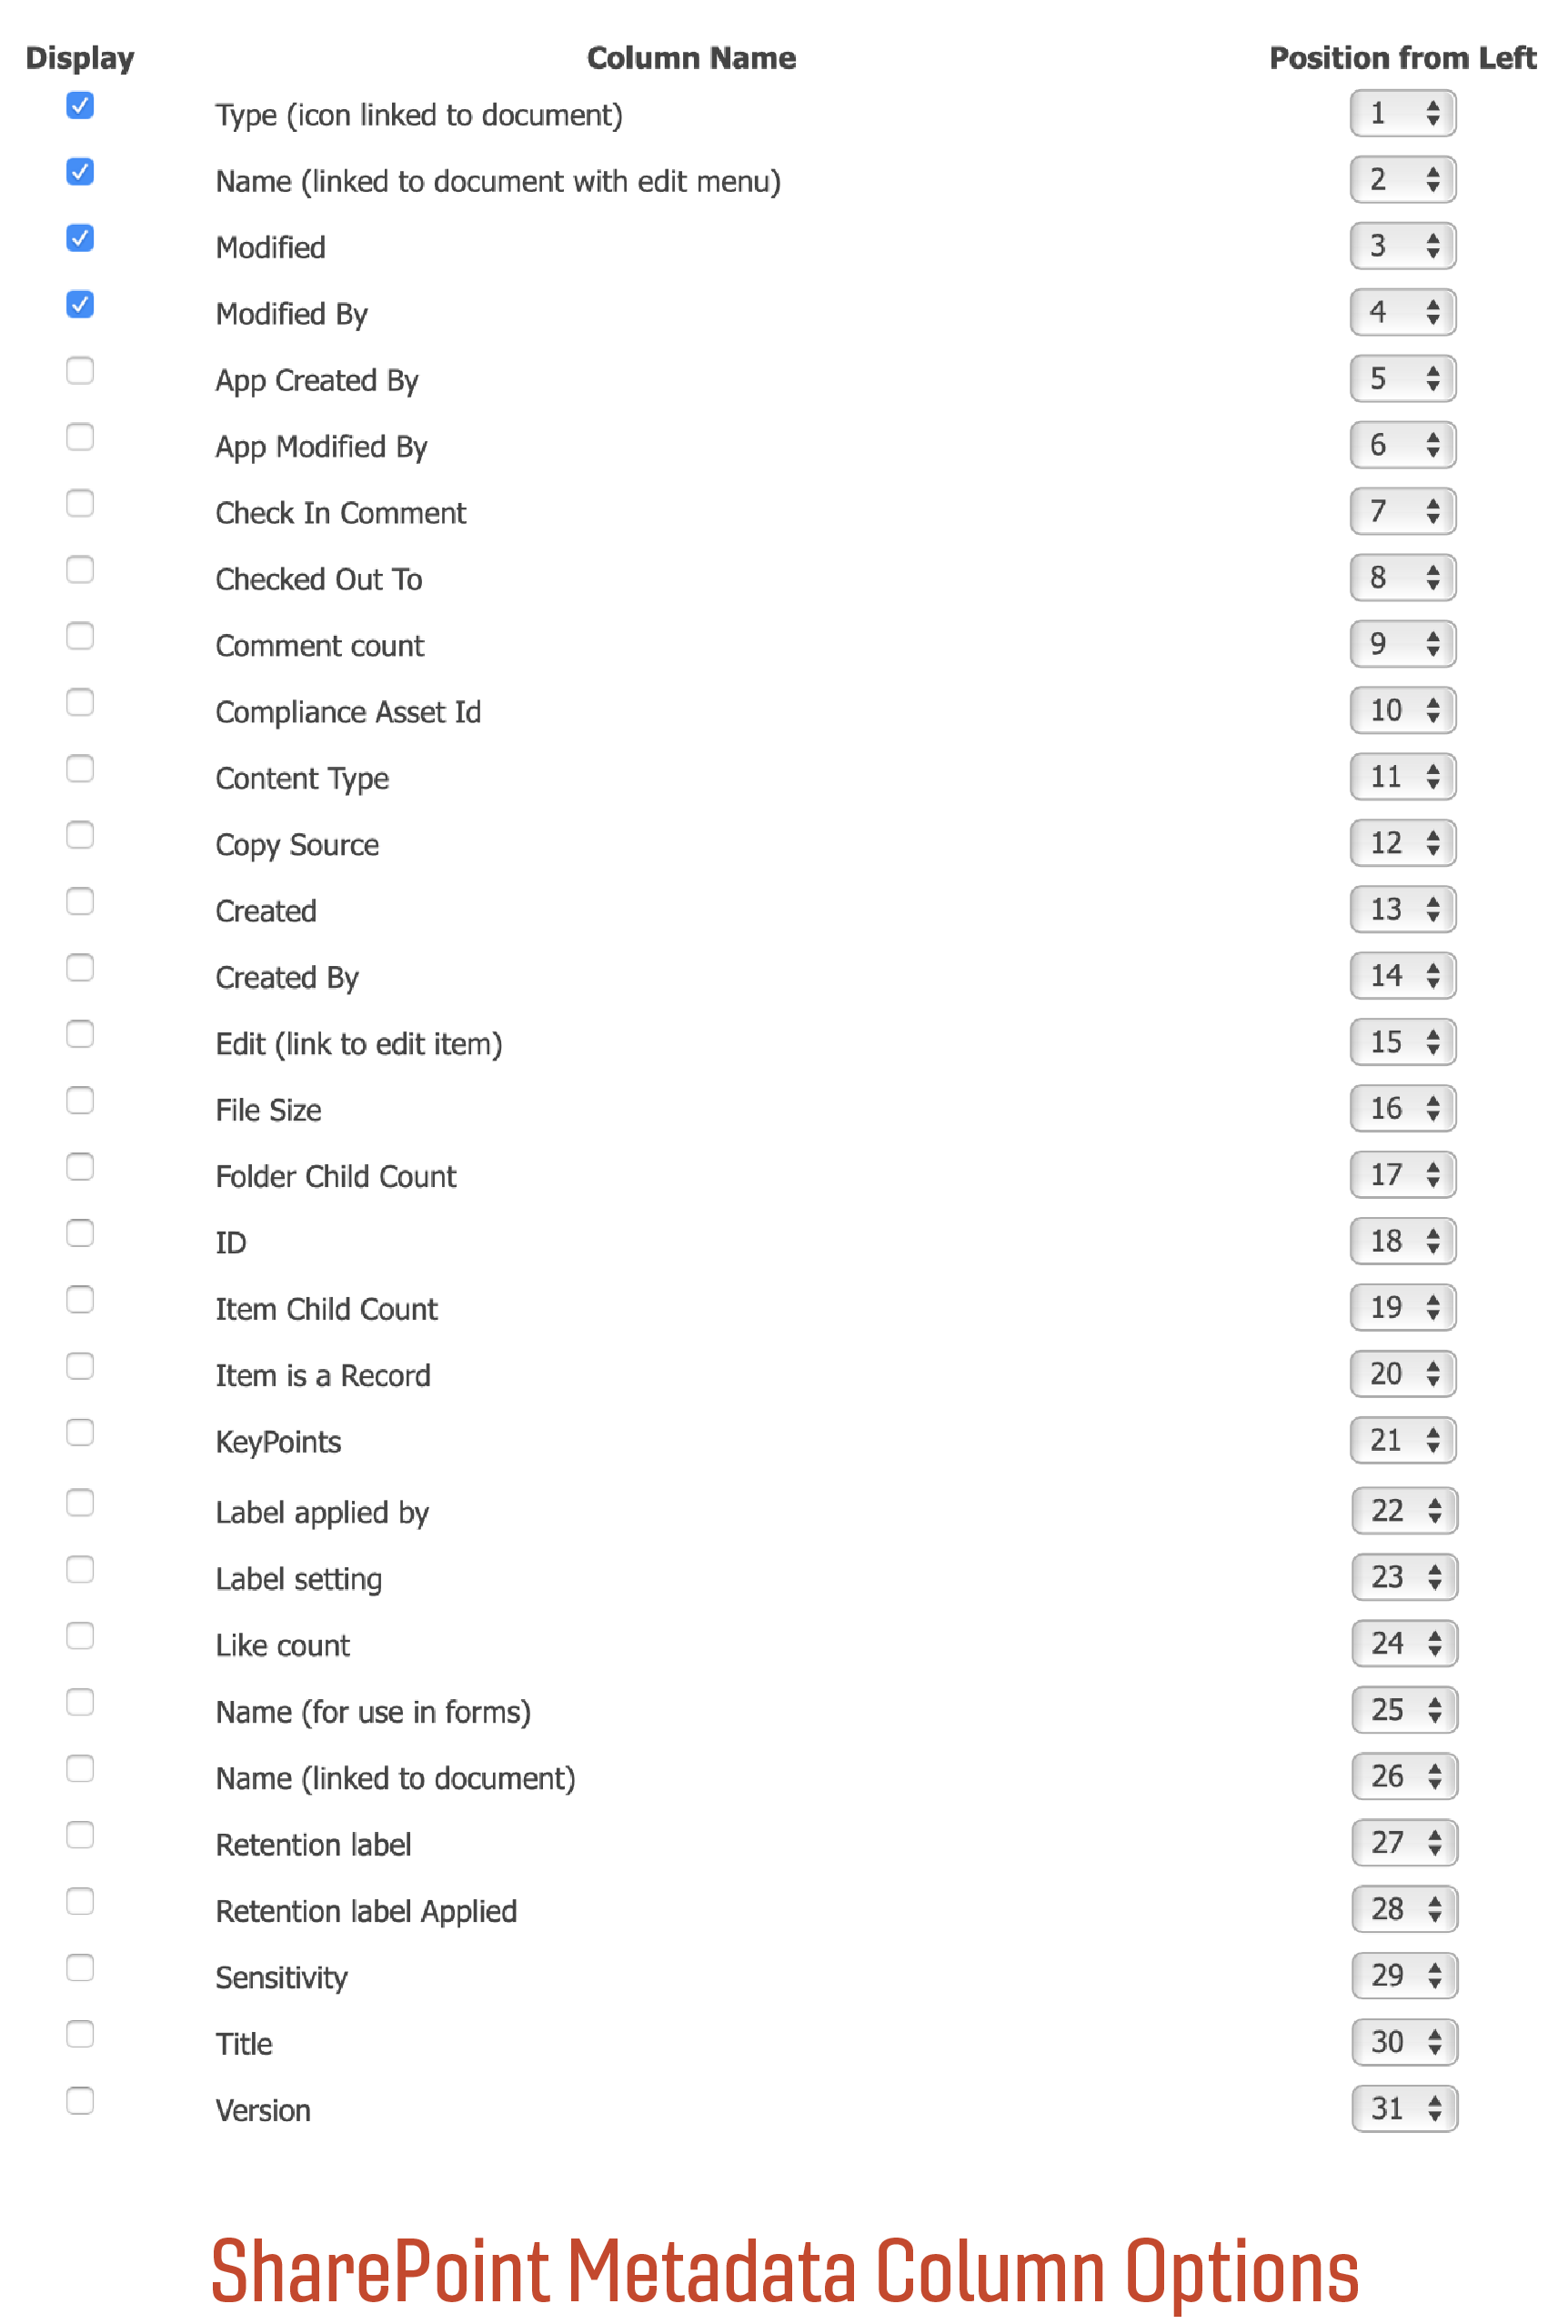 Display Column Name Position from Left
Type (icon linked to document) 1
Name (linked to document with edit menu) 2
Modified 3
Modified By 4
App Created By 5
App Modified By 6
Check In Comment 7
Checked Out To 8
Comment count 9
Compliance Asset Id 10
Content Type 11
Copy Source 12
Created 13
Created By 14
Edit (link to edit item) 15
File Size 16
Folder Child Count 17
ID 18
Item Child Count 19
Item is a Record 20
KeyPoints 21
Label applied by 22
Label setting 23
Like count 24
Name (for use in forms) 25
Name (linked to document) 26
Retention label 27
Retention label Applied 28
Sensitivity 29
Title 30
Version 31
SharePoint Metadata Column Options